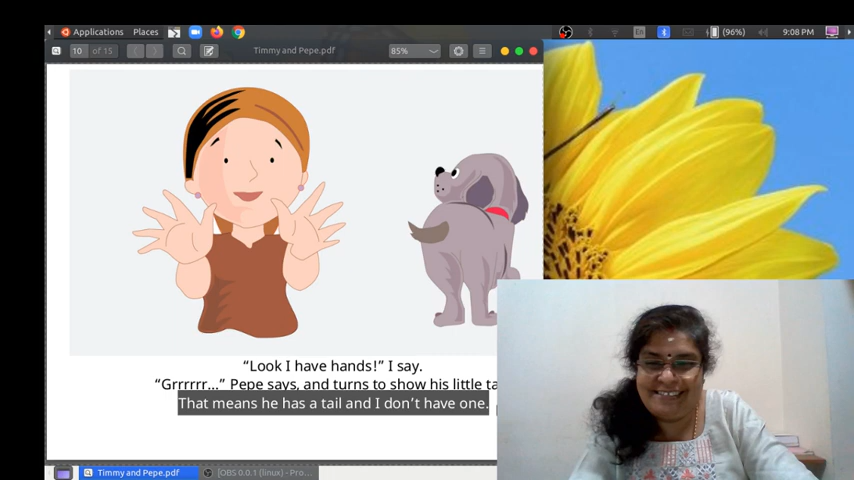 Applications Places
En
(96%)
9:08 PM
10 of 15
Timmy and Pepe.pdf
85%
“Look I have hands!” I say.
“Grrrrrr...” Pepe says, and turns to show his little ta
That means he has a tail and I don’t have one.
Timmy and Pepe.pdf
[OBS 0.0.1 (linux) - Pro...